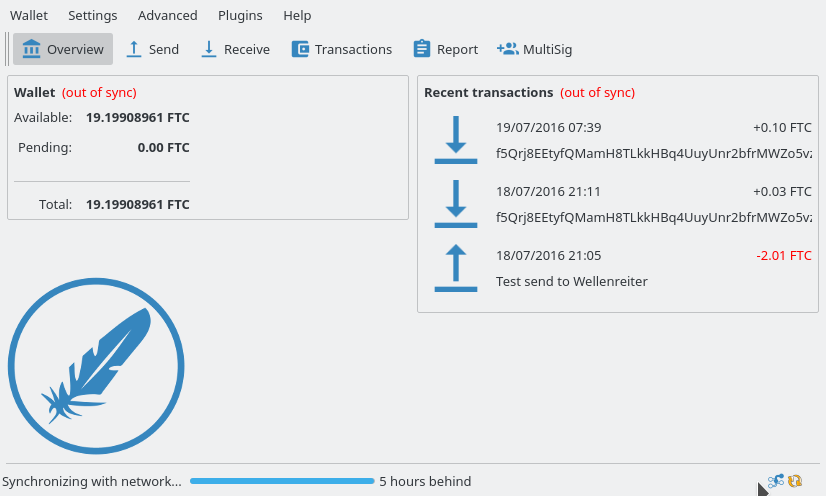 Wallet Settings Advanced Plugins Help
Overview Send Receive Transactions Report MultiSig
Wallet (out of sync)
Available: 19.19908961 FTC
Pending: 0.00 FTC
Total: 19.19908961 FTC
Recent transactions (out of sync)
19/07/2016 07:39 +0.10 FTC
f5Qrj8EEtyfQMamH8TLkkHBq4UuyUnr2bfrMWZo5vz
18/07/2016 21:11 +0.03 FTC
f5Qrj8EEtyfQMamH8TLkkHBq4UuyUnr2bfrMWZo5vz
18/07/2016 21:05 -2.01 FTC
Test send to Wellenreiter
Synchronizing with network... 5 hours behind